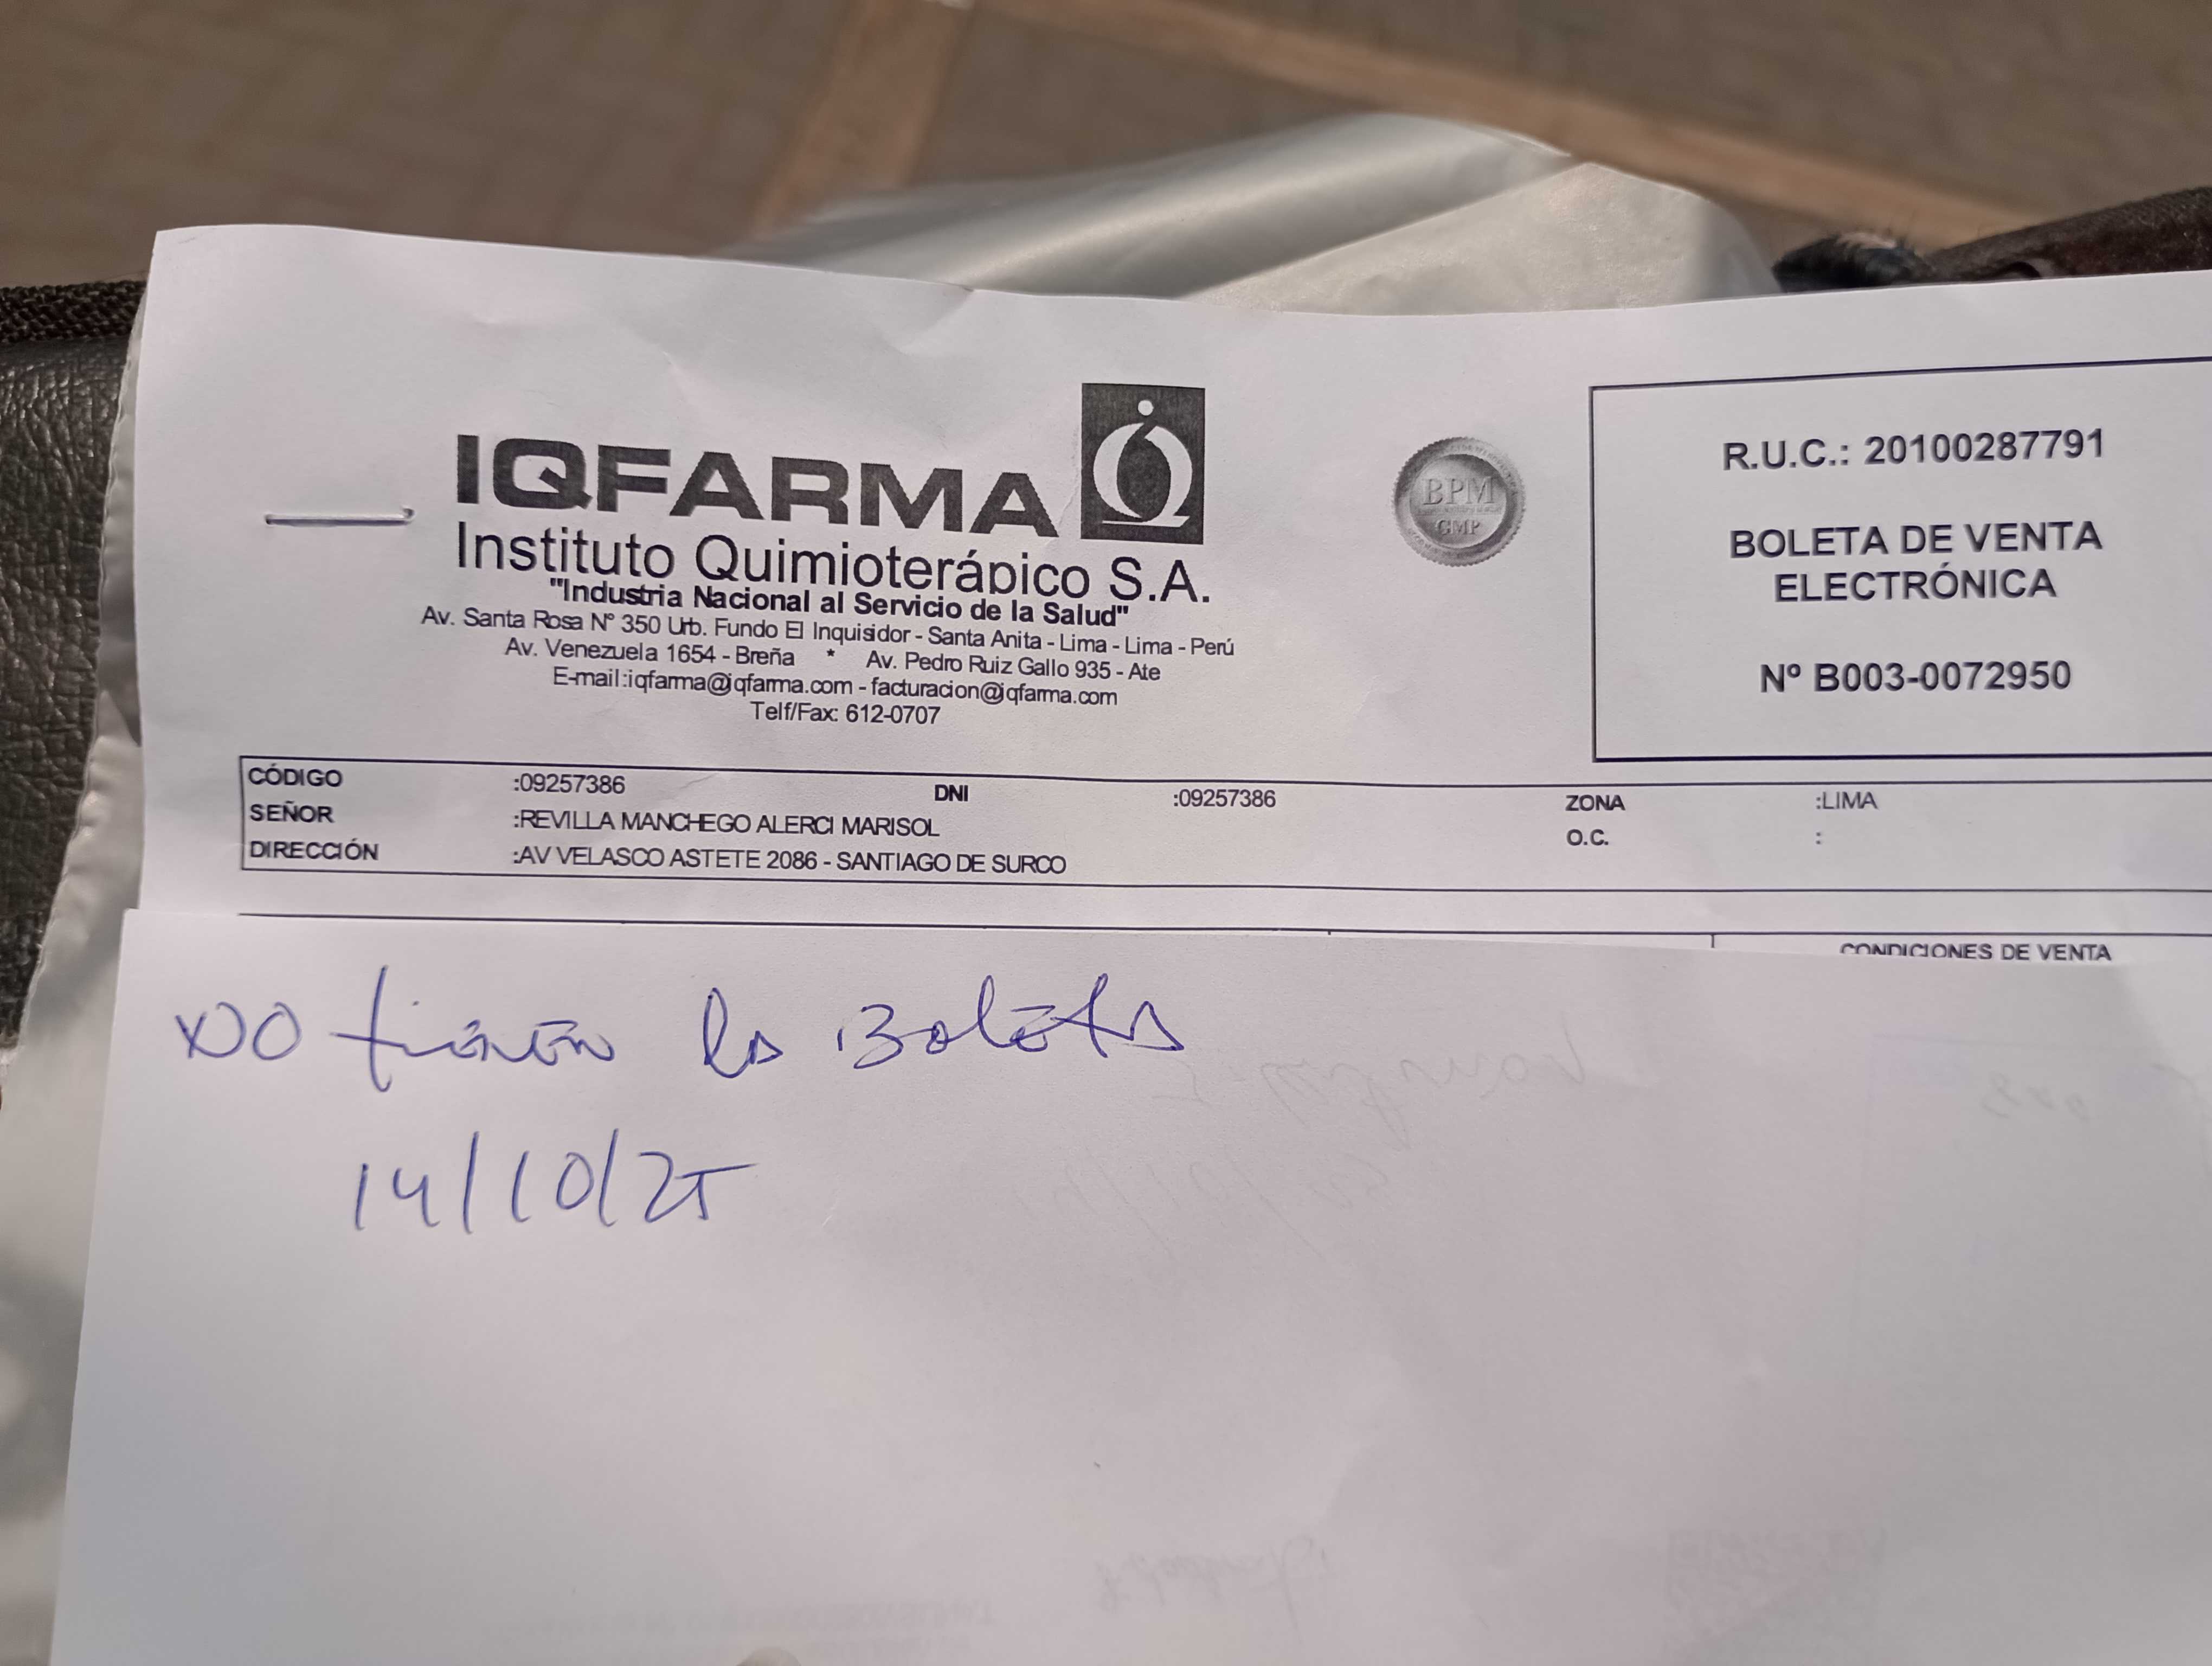 IQFARMA
Instituto Quimioterápico S.A.
"Industria Nacional al Servicio de la Salud"
Av. Santa Rosa Nº 350 Urb. Fundo El Inquisidor - Santa Anita - Lima - Lima - Perú
Av. Venezuela 1654 - Breña * Av. Pedro Ruiz Gallo 935 - Ate
E-mail:iqfarma@iqfarma.com - facturacion@iqfarma.com
Telf/Fax: 612-0707
BPM
GMP
R.U.C.: 20100287791
BOLETA DE VENTA
ELECTRÓNICA
Nº B003-0072950
CÓDIGO :09257386 DNI :09257386 ZONA :LIMA
SEÑOR :REVILLA MANCHEGO ALERCI MARISOL O.C. :
DIRECCIÓN :AV VELASCO ASTETE 2086 - SANTIAGO DE SURCO
CONDICIONES DE VENTA
NO tienen la Boleta
14/10/25